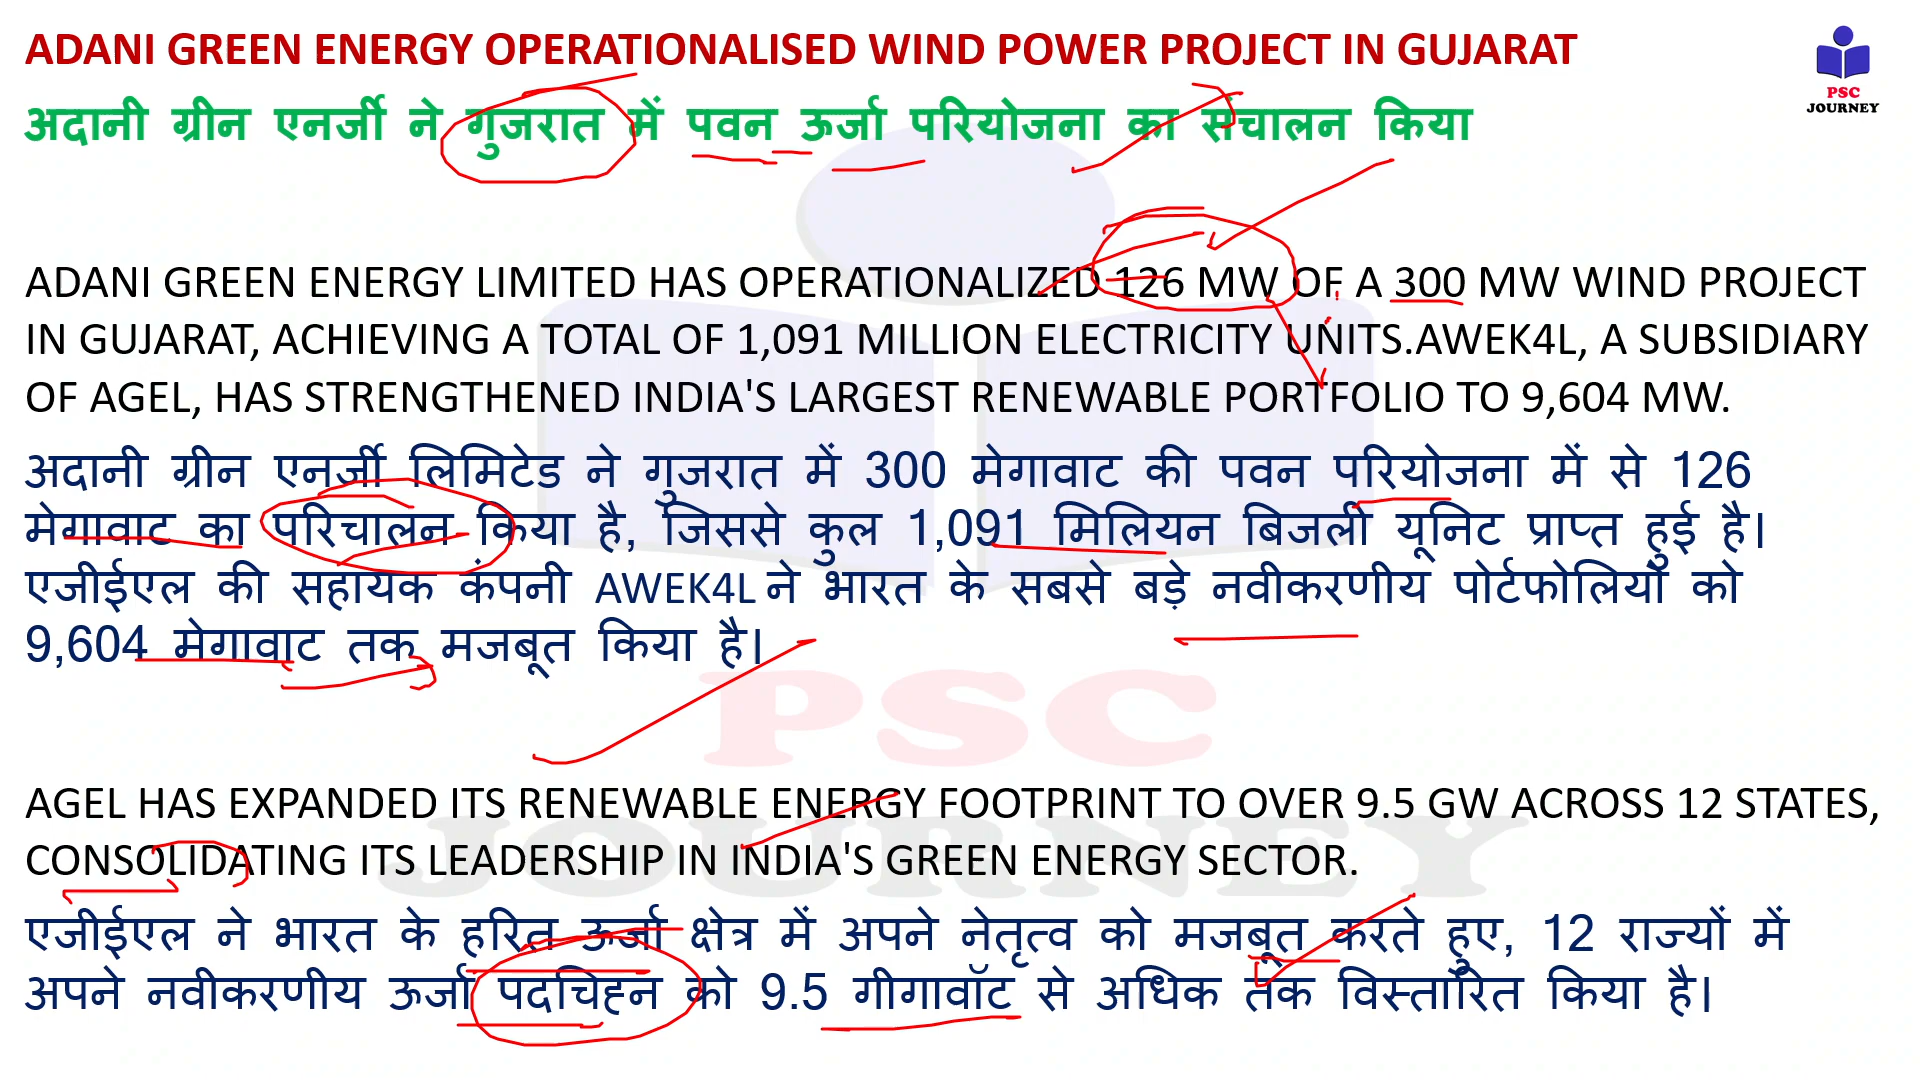 ADANI GREEN ENERGY OPERATIONALISED WIND POWER PROJECT IN GUJARAT
PSC
JOURNEY
अदानी ग्रीन एनर्जी ने गुजरात में पवन ऊर्जा परियोजना का संचालन किया
ADANI GREEN ENERGY LIMITED HAS OPERATIONALIZED 126 MW OF A 300 MW WIND PROJECT
IN GUJARAT, ACHIEVING A TOTAL OF 1,091 MILLION ELECTRICITY UNITS.AWEK4L, A SUBSIDIARY
OF AGEL, HAS STRENGTHENED INDIA'S LARGEST RENEWABLE PORTFOLIO TO 9,604 MW.
अदानी ग्रीन एनर्जी लिमिटेड ने गुजरात में 300 मेगावाट की पवन परियोजना में से 126
मेगावाट का परिचालन किया है, जिससे कुल 1,091 मिलियन बिजली यूनिट प्राप्त हुई है।
एजीईएल की सहायक कंपनी AWEK4L ने भारत के सबसे बड़े नवीकरणीय पोर्टफोलियो को
9,604 मेगावाट तक मजबूत किया है।
PSC
JOURNEY
AGEL HAS EXPANDED ITS RENEWABLE ENERGY FOOTPRINT TO OVER 9.5 GW ACROSS 12 STATES,
CONSOLIDATING ITS LEADERSHIP IN INDIA'S GREEN ENERGY SECTOR.
एजीईएल ने भारत के हरित ऊर्जा क्षेत्र में अपने नेतृत्व को मजबूत करते हुए, 12 राज्यों में
अपने नवीकरणीय ऊर्जा पदचिह्न को 9.5 गीगावॉट से अधिक तक विस्तारित किया है।